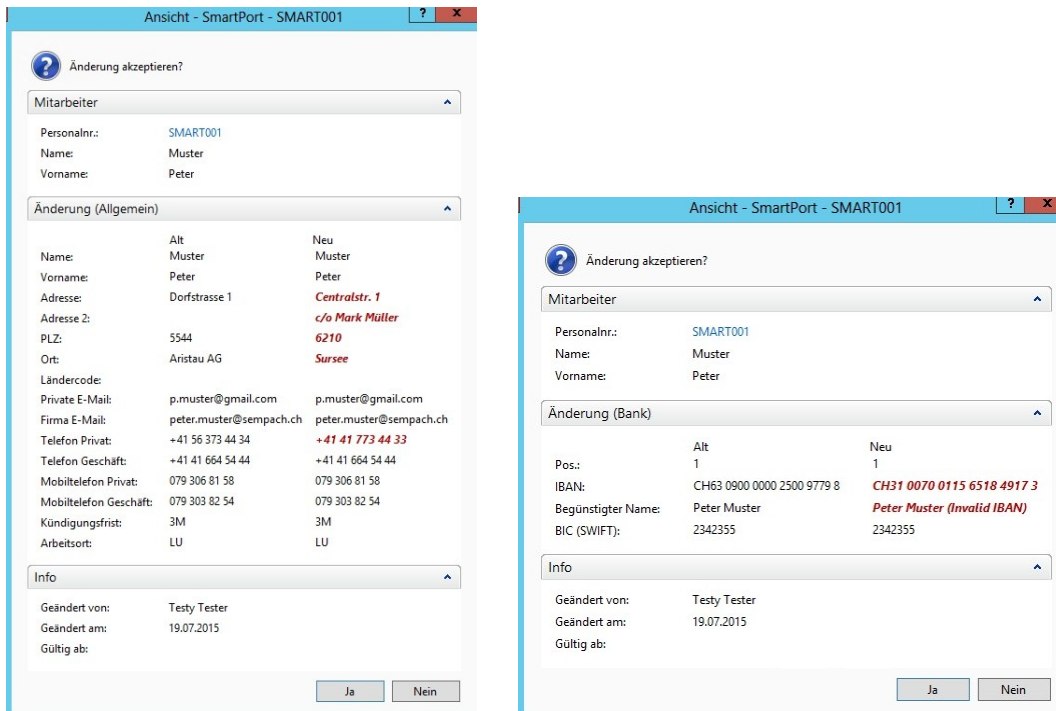 Ansicht - SmartPort - SMART001
? x
Änderung akzeptieren?
Mitarbeiter
Personalnr.: SMART001
Name: Muster
Vorname: Peter
Änderung (Allgemein)
Alt Neu
Name: Muster Muster
Vorname: Peter Peter
Adresse: Dorfstrasse 1 Centralstr. 1
Adresse 2: c/o Mark Müller
PLZ: 5544 6210
Ort: Aristau AG Sursee
Ländercode:
Private E-Mail: p.muster@gmail.com p.muster@gmail.com
Firma E-Mail: peter.muster@sempach.ch peter.muster@sempach.ch
Telefon Privat: +41 56 373 44 34 +41 41 773 44 33
Telefon Geschäft: +41 41 664 54 44 +41 41 664 54 44
Mobiltelefon Privat: 079 306 81 58 079 306 81 58
Mobiltelefon Geschäft: 079 303 82 54 079 303 82 54
Kündigungsfrist: 3M 3M
Arbeitsort: LU LU
Info
Geändert von: Testy Tester
Geändert am: 19.07.2015
Gültig ab:
Ja Nein
Ansicht - SmartPort - SMART001
? x
Änderung akzeptieren?
Mitarbeiter
Personalnr.: SMART001
Name: Muster
Vorname: Peter
Änderung (Bank)
Alt Neu
Pos.: 1 1
IBAN: CH63 0900 0000 2500 9779 8 CH31 0070 0115 6518 4917 3
Begünstigter Name: Peter Muster Peter Muster (Invalid IBAN)
BIC (SWIFT): 2342355 2342355
Info
Geändert von: Testy Tester
Geändert am: 19.07.2015
Gültig ab:
Ja Nein